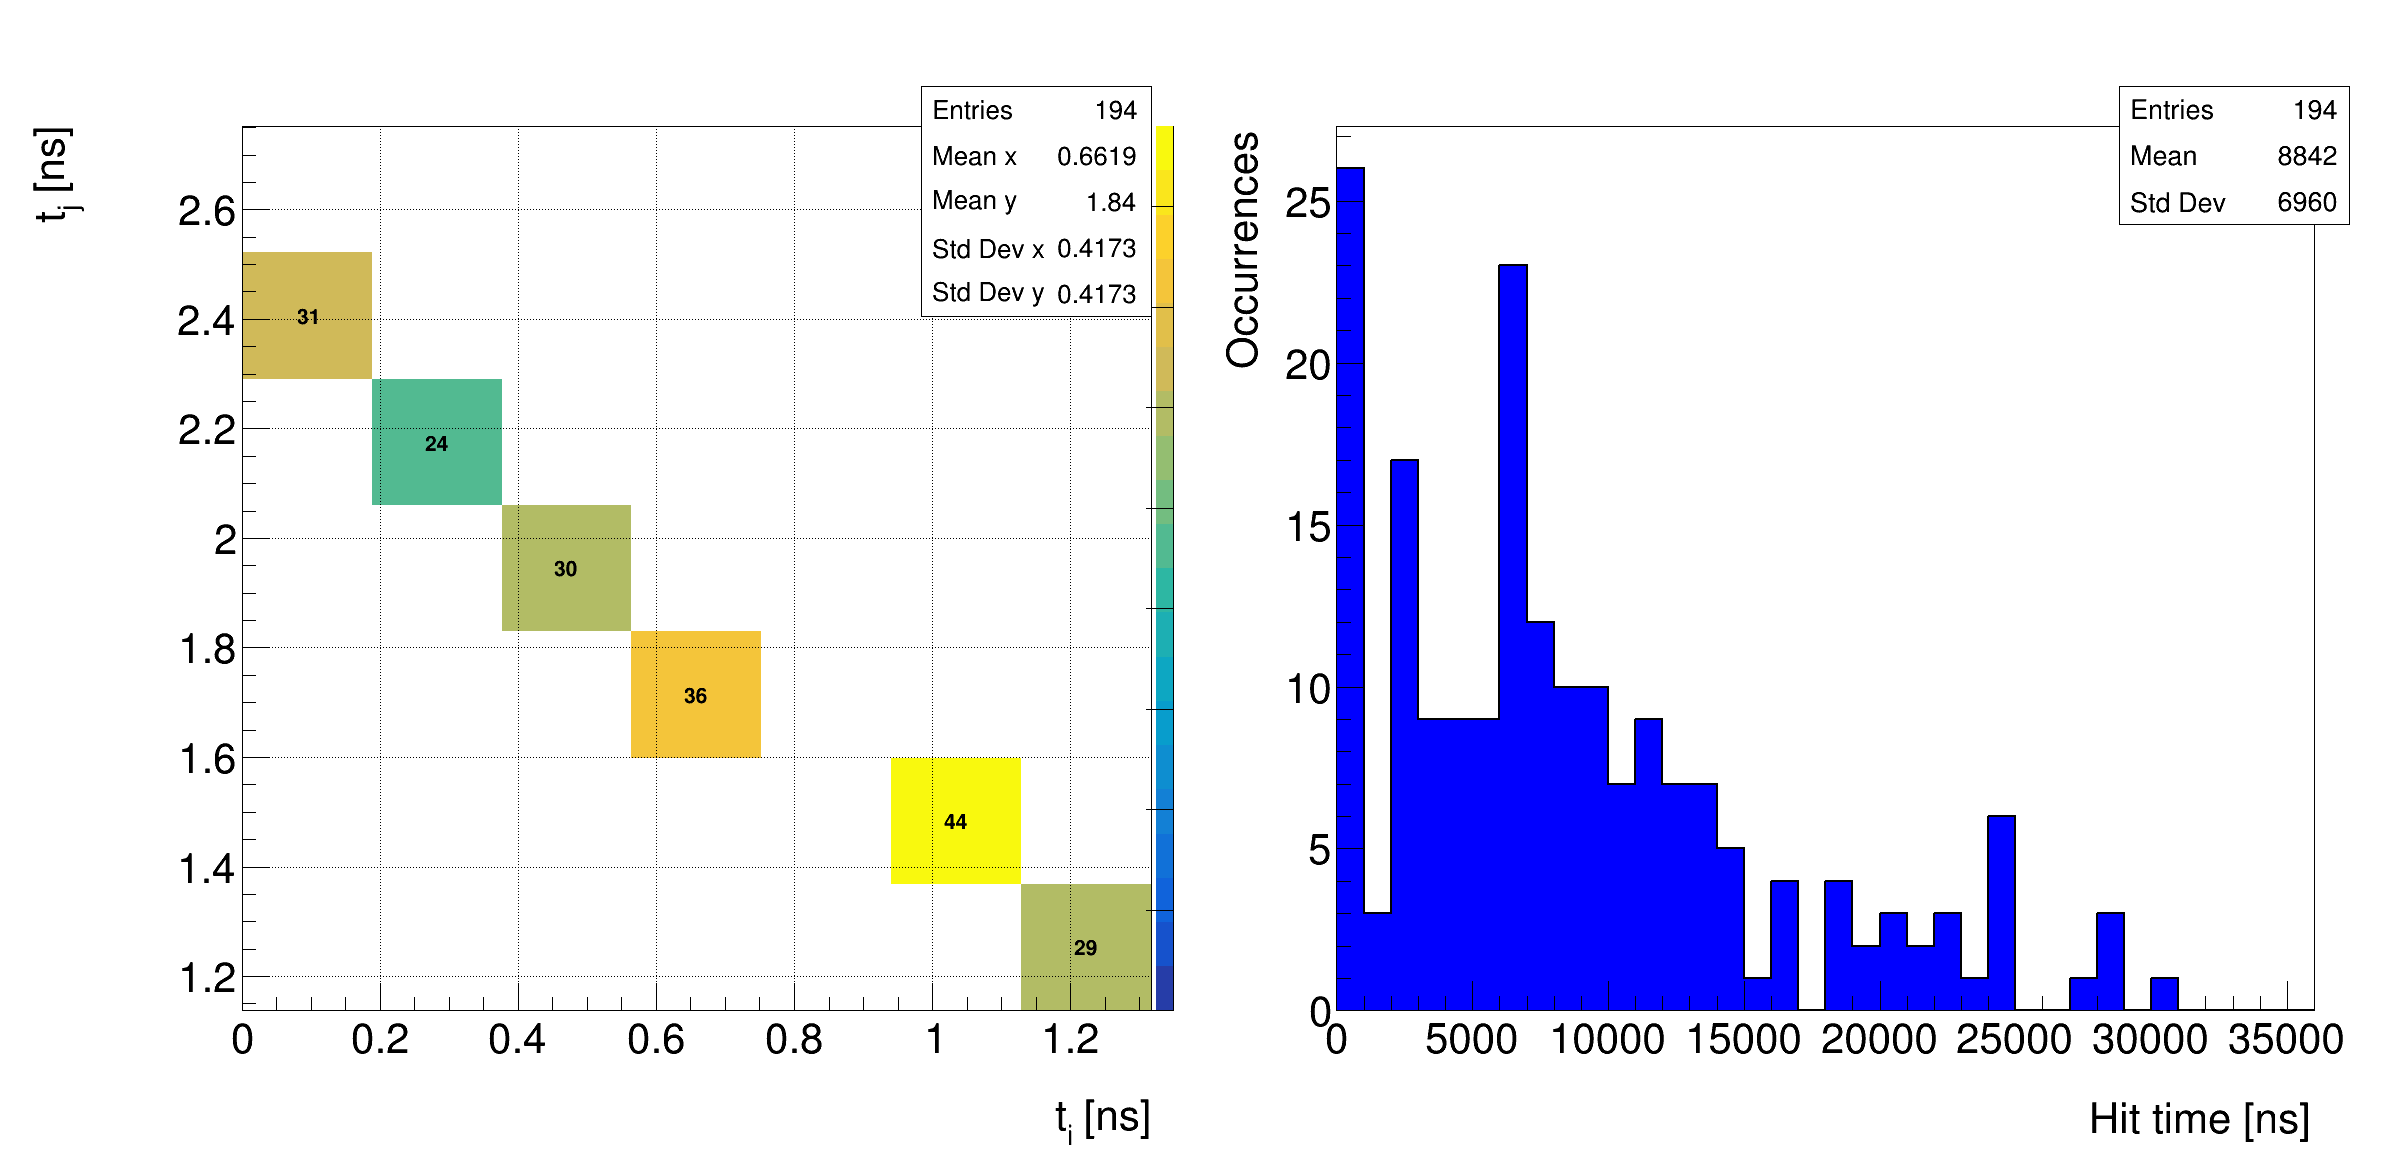 t_j [ns]
Entries 194
Mean x 0.6619
Mean y 1.84
Std Dev x 0.4173
Std Dev y 0.4173
2.6
2.4
2.2
2
1.8
1.6
1.4
1.2
31
24
30
36
44
29
0 0.2 0.4 0.6 0.8 1 1.2
t_i [ns]
Occurrences
Entries 194
Mean 8842
Std Dev 6960
25
20
15
10
5
0
0 5000 10000 15000 20000 25000 30000 35000
Hit time [ns]